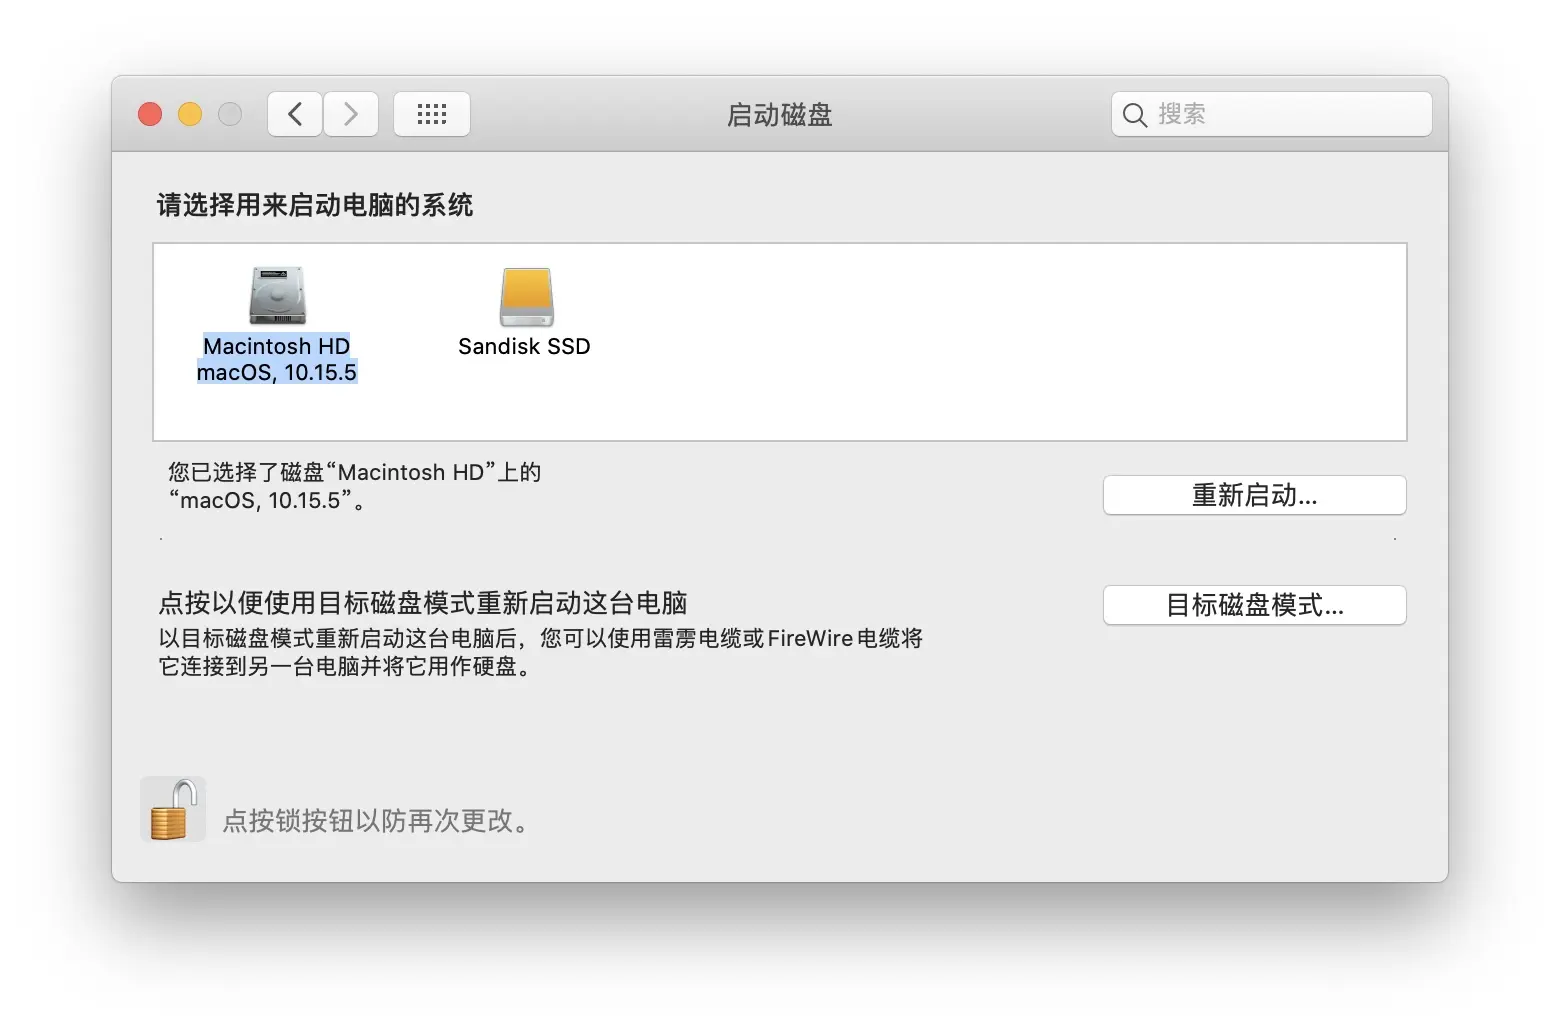 启动磁盘
搜索
请选择用来启动电脑的系统
Macintosh HD
macOS, 10.15.5
Sandisk SSD
您已选择了磁盘“Macintosh HD”上的
“macOS, 10.15.5”。
重新启动...
点按以便使用目标磁盘模式重新启动这台电脑
目标磁盘模式...
以目标磁盘模式重新启动这台电脑后，您可以使用雷雳电缆或FireWire电缆将
它连接到另一台电脑并将它用作硬盘。
点按锁按钮以防再次更改。